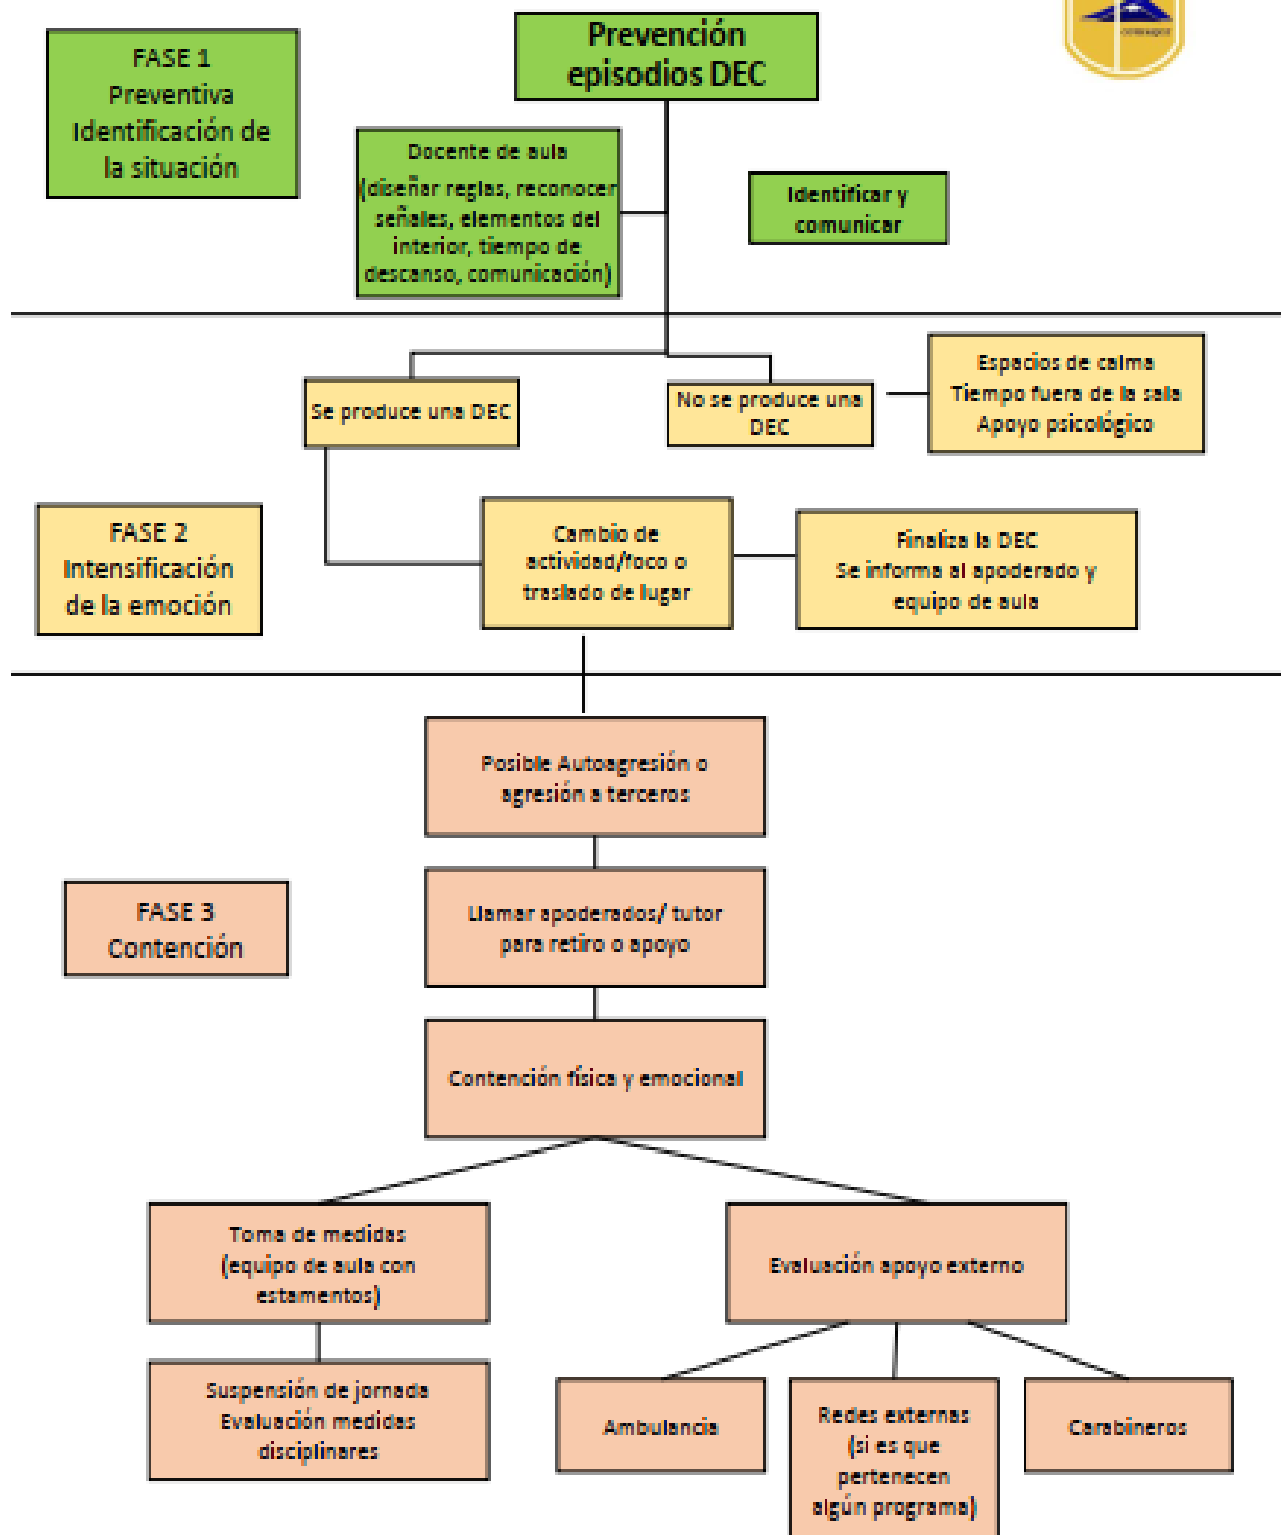 Prevención
episodios DEC
FASE 1
Preventiva
Identificación de
la situación
Docente de aula
(diseñar reglas, reconocer
señales, elementos del
interior, tiempo de
descanso, comunicación)
Identificar y
comunicar
Se produce una DEC
No se produce una
DEC
Espacios de calma
Tiempo fuera de la sala
Apoyo psicológico
FASE 2
Intensificación
de la emoción
Cambio de
actividad/foco o
traslado de lugar
Finaliza la DEC
Se informa al apoderado y
equipo de aula
Posible Autoagresión o
agresión a terceros
FASE 3
Contención
Llamar apoderados/ tutor
para retiro o apoyo
Contención física y emocional
Toma de medidas
(equipo de aula con
estamentos)
Evaluación apoyo externo
Suspensión de jornada
Evaluación medidas
disciplinares
Ambulancia
Redes externas
(si es que
pertenecen
algún programa)
Carabineros